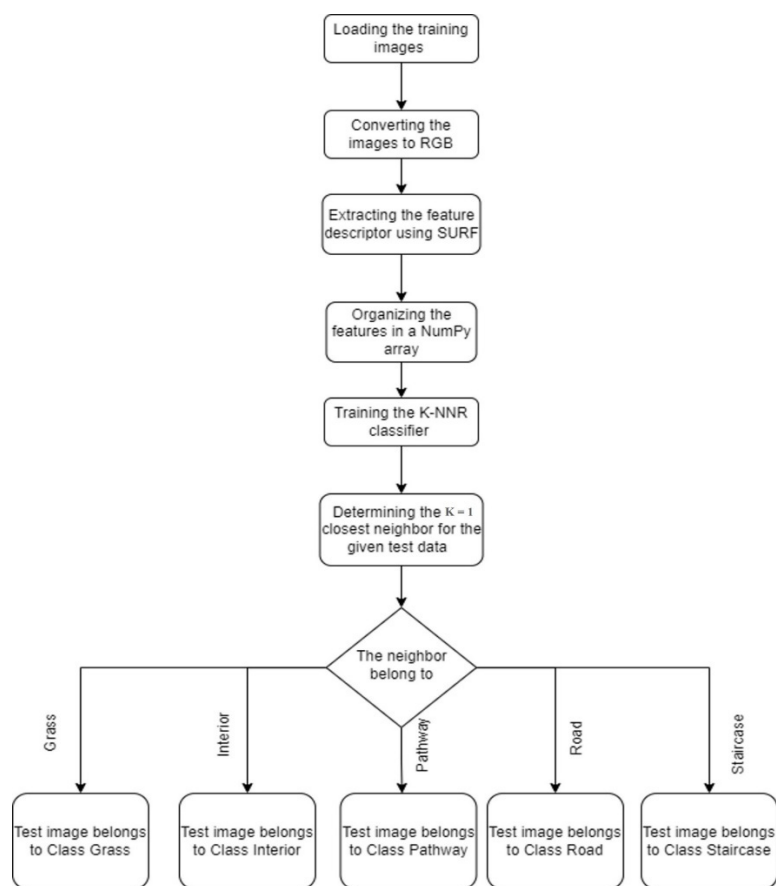 Loading the training
images
Converting the
images to RGB
Extracting the feature
descriptor using SURF
Organizing the
features in a NumPy
array
Training the K-NNR
classifier
Determining the K = 1
closest neighbor for the
given test data
The neighbor
belong to
Grass
Interior
Pathway
Road
Staircase
Test image belongs
to Class Grass
Test image belongs
to Class Interior
Test image belongs
to Class Pathway
Test image belongs
to Class Road
Test image belongs
to Class Staircase